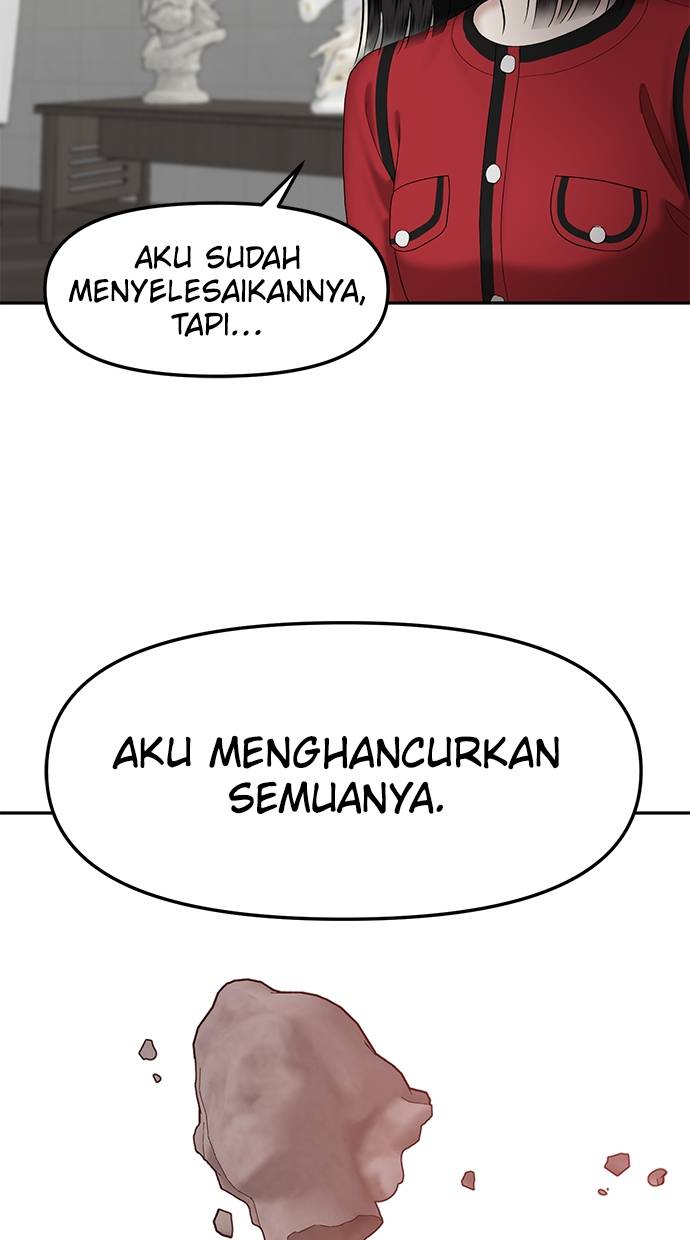 AKU SUDAH
MENYELESAIKANNYA,
TAPI...
AKU MENGHANCURKAN
SEMUANYA.